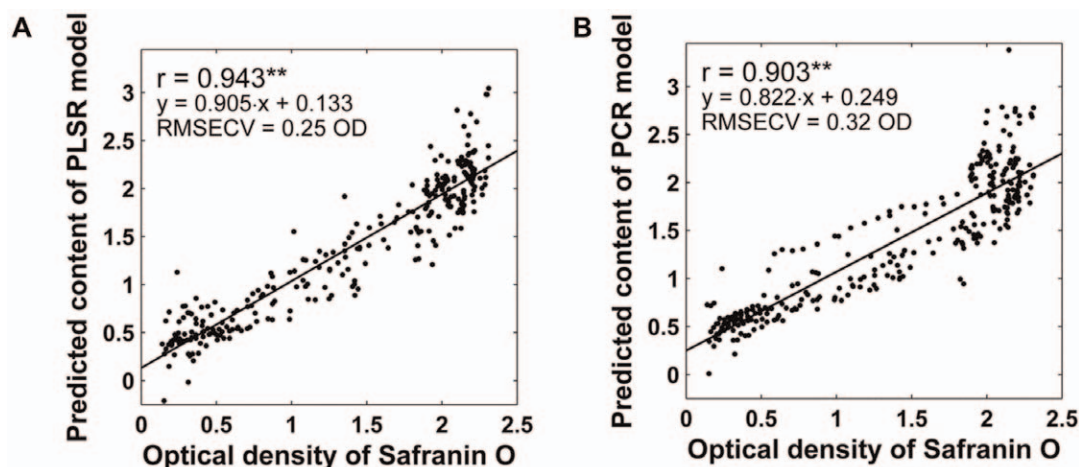 A
Predicted content of PLSR model
r = 0.943**
y = 0.905·x + 0.133
RMSECV = 0.25 OD
3
2.5
2
1.5
1
0.5
0
0 0.5 1 1.5 2 2.5
Optical density of Safranin O
B
Predicted content of PCR model
r = 0.903**
y = 0.822·x + 0.249
RMSECV = 0.32 OD
3
2.5
2
1.5
1
0.5
0
0 0.5 1 1.5 2 2.5
Optical density of Safranin O